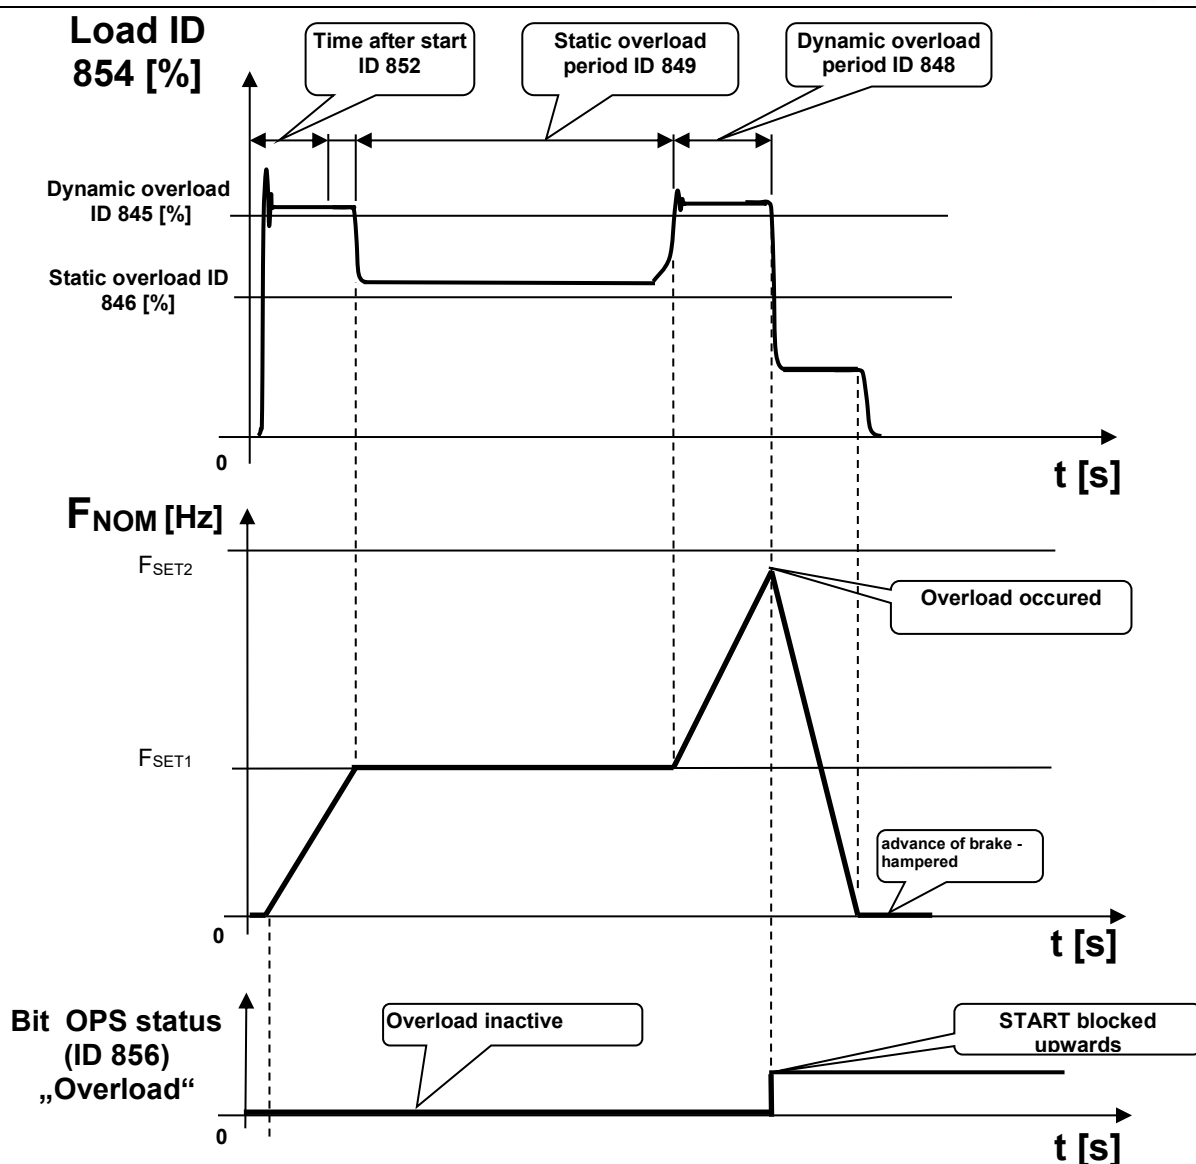 Load ID
854 [%]
Time after start
ID 852
Static overload
period ID 849
Dynamic overload
period ID 848
Dynamic overload
ID 845 [%]
Static overload ID
846 [%]
0
t [s]
FNOM [Hz]
FSET2
Overload occured
FSET1
advance of brake -
hampered
0
t [s]
Bit OPS status
(ID 856)
„Overload“
Overload inactive
START blocked
upwards
0
t [s]